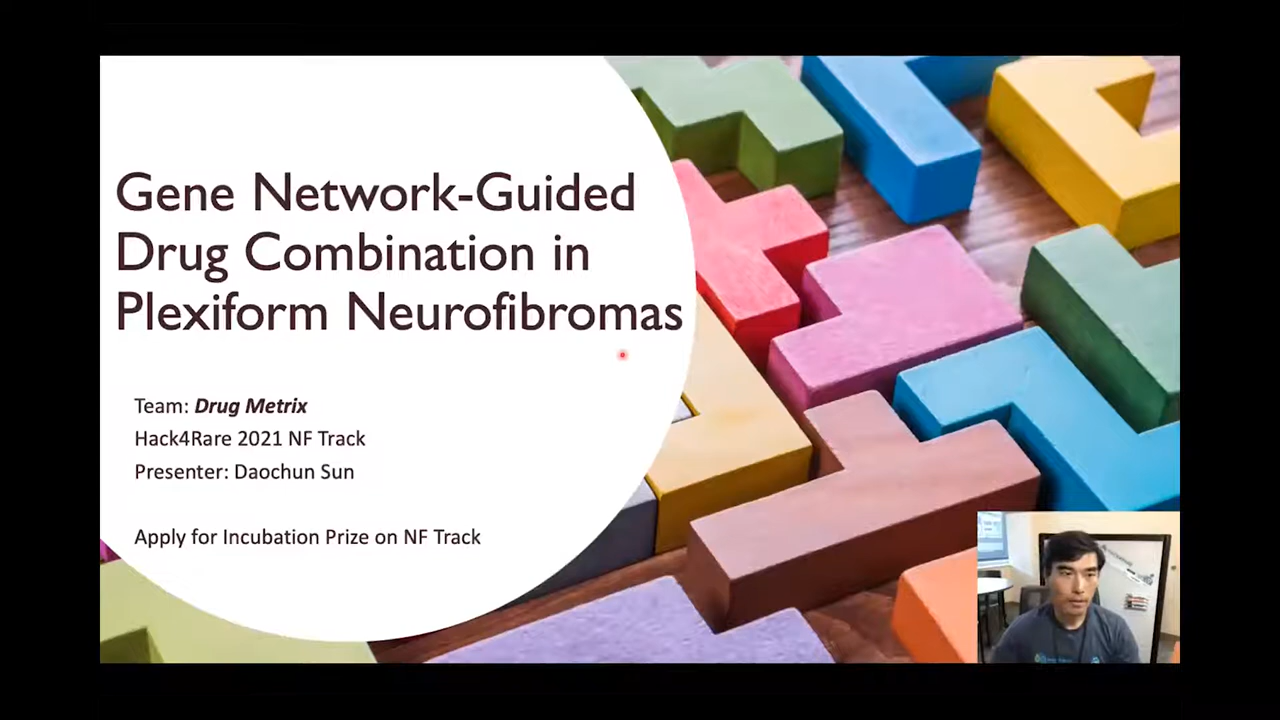 Gene Network-Guided
Drug Combination in
Plexiform Neurofibromas
Team: Drug Metrix
Hack4Rare 2021 NF Track
Presenter: Daochun Sun
Apply for Incubation Prize on NF Track